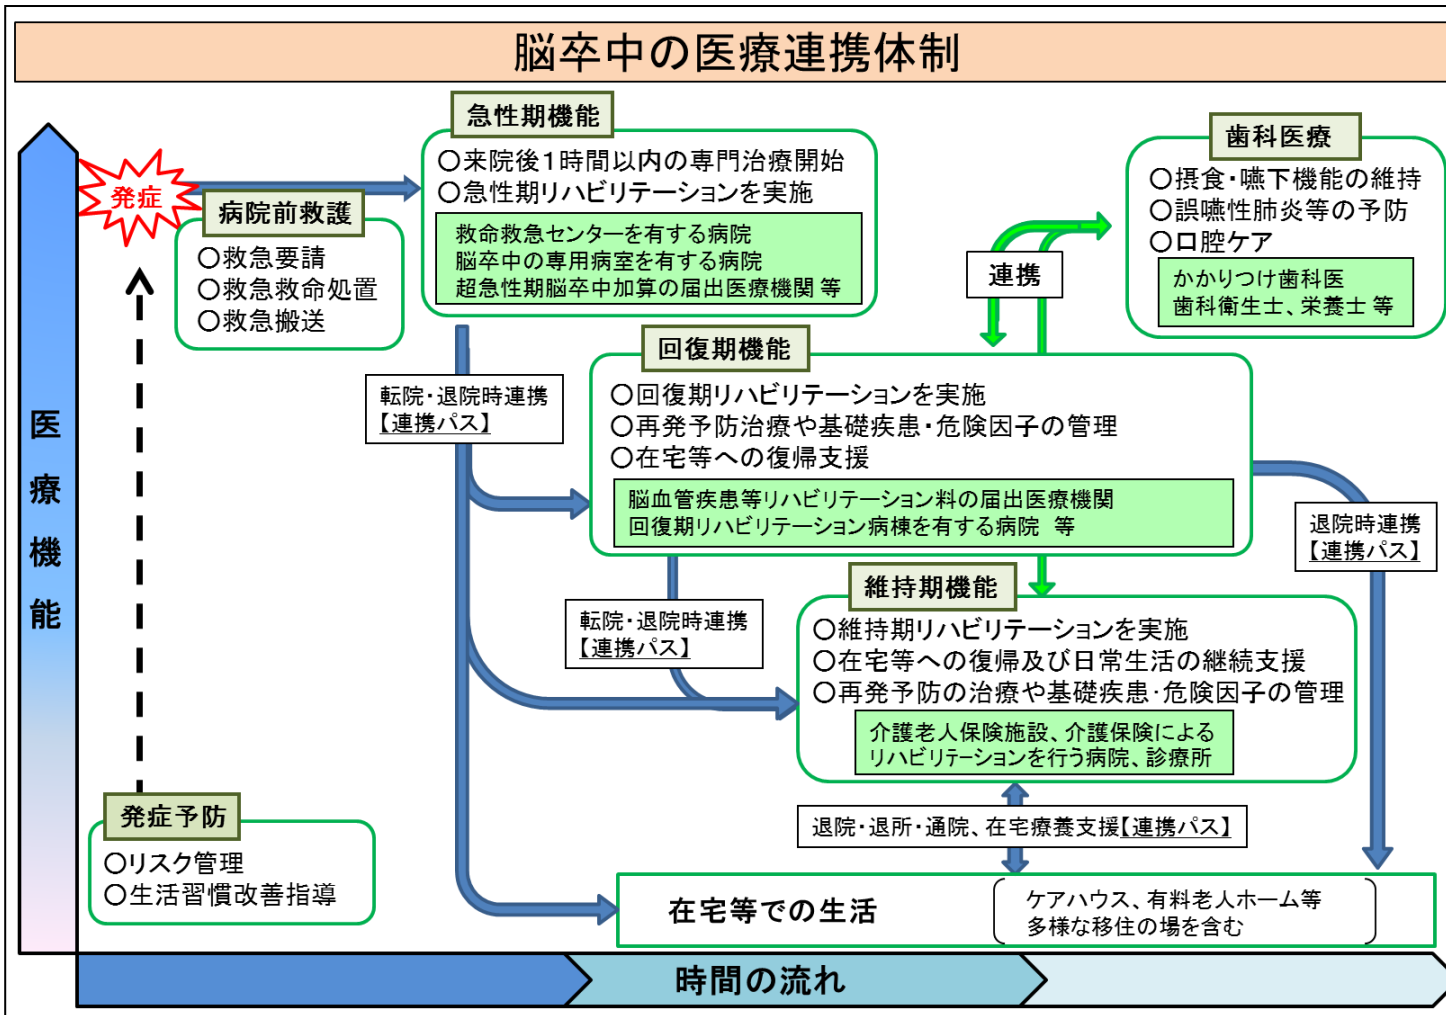 脳卒中の医療連携体制
急性期機能
○来院後1時間以内の専門治療開始
○急性期リハビリテーションを実施
救命救急センターを有する病院
脳卒中の専用病室を有する病院
超急性期脳卒中加算の届出医療機関 等
歯科医療
○摂食・嚥下機能の維持
○誤嚥性肺炎等の予防
○口腔ケア
かかりつけ歯科医
歯科衛生士、栄養士 等
発症
病院前救護
○救急要請
○救急救命処置
○救急搬送
連携
回復期機能
○回復期リハビリテーションを実施
○再発予防治療や基礎疾患・危険因子の管理
○在宅等への復帰支援
脳血管疾患等リハビリテーション料の届出医療機関
回復期リハビリテーション病棟を有する病院 等
転院・退院時連携
【連携パス】
退院時連携
【連携パス】
医療機能
維持期機能
○維持期リハビリテーションを実施
○在宅等への復帰及び日常生活の継続支援
○再発予防の治療や基礎疾患・危険因子の管理
介護老人保険施設、介護保険による
リハビリテーションを行う病院、診療所
転院・退院時連携
【連携パス】
発症予防
○リスク管理
○生活習慣改善指導
退院・退所・通院、在宅療養支援【連携パス】
在宅等での生活
ケアハウス、有料老人ホーム等
多様な移住の場を含む
時間の流れ